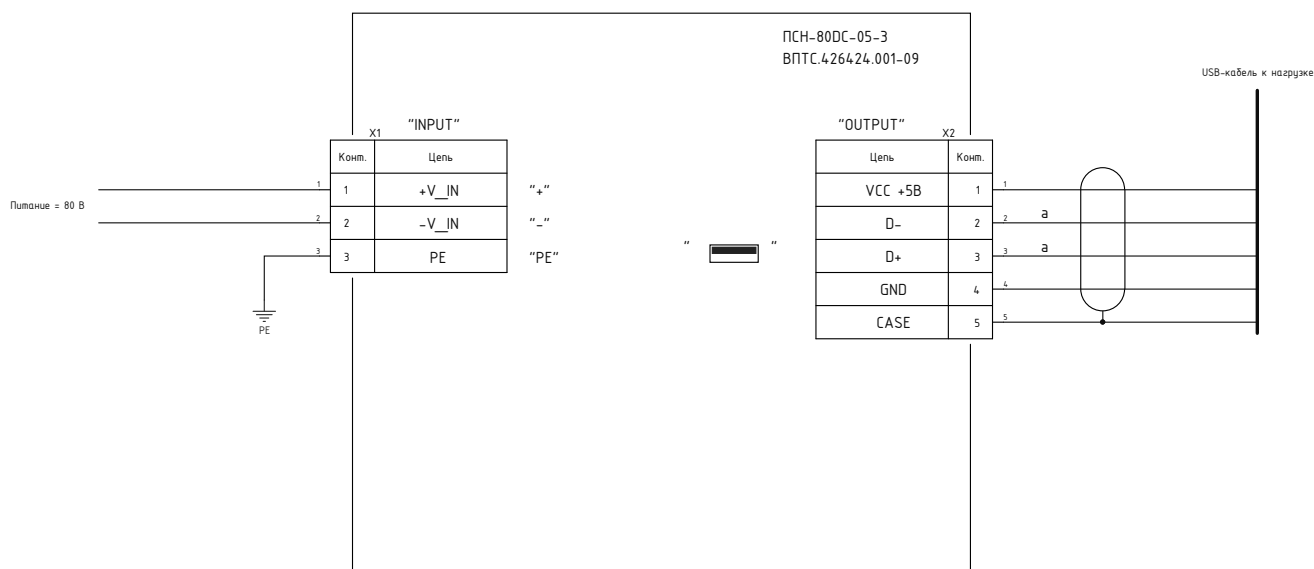 ПСН-80DC-05-3
ВПТС.426424.001-09
USB-кабель к нагрузке
X1 "INPUT"
"OUTPUT" X2
Конт. Цепь
Цепь Конт.
1 1 +V_IN "+"
VCC +5В 1 1
Питание = 80 В
2 2 -V_IN "-"
D- 2 2 a
3 3 PE "PE"
" "
D+ 3 3 a
GND 4 4
CASE 5 5
PE